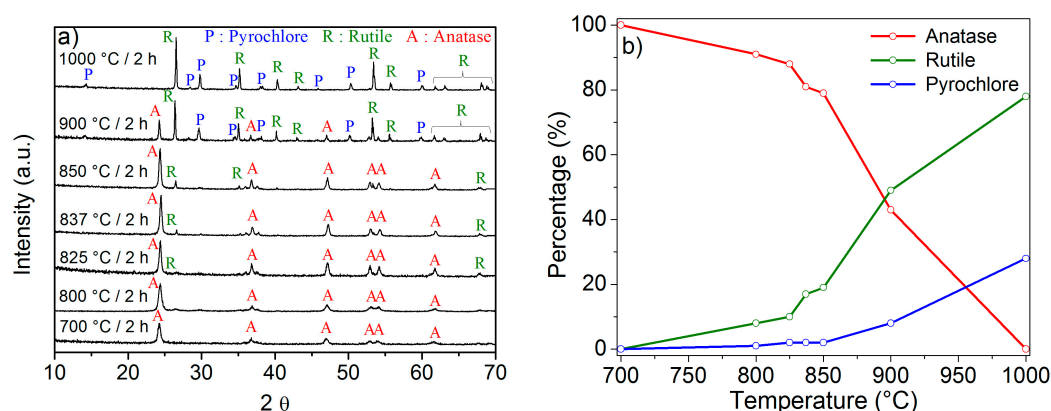 a)
P : Pyrochlore R : Rutile A : Anatase
1000 °C / 2 h
P R P P P R P R R P P R R P R
900 °C / 2 h
A R P P R A P R R A P R R P R
850 °C / 2 h
A R R A A A A A R
837 °C / 2 h
A R A A A A A R
825 °C / 2 h
A R A A A A A R
800 °C / 2 h
A A A A A A
700 °C / 2 h
A A A A A A
Intensity (a.u.)
10 20 30 40 50 60 70
2 θ
b)
Anatase
Rutile
Pyrochlore
Percentage (%)
100
80
60
40
20
0
700 750 800 850 900 950 1000
Temperature (°C)